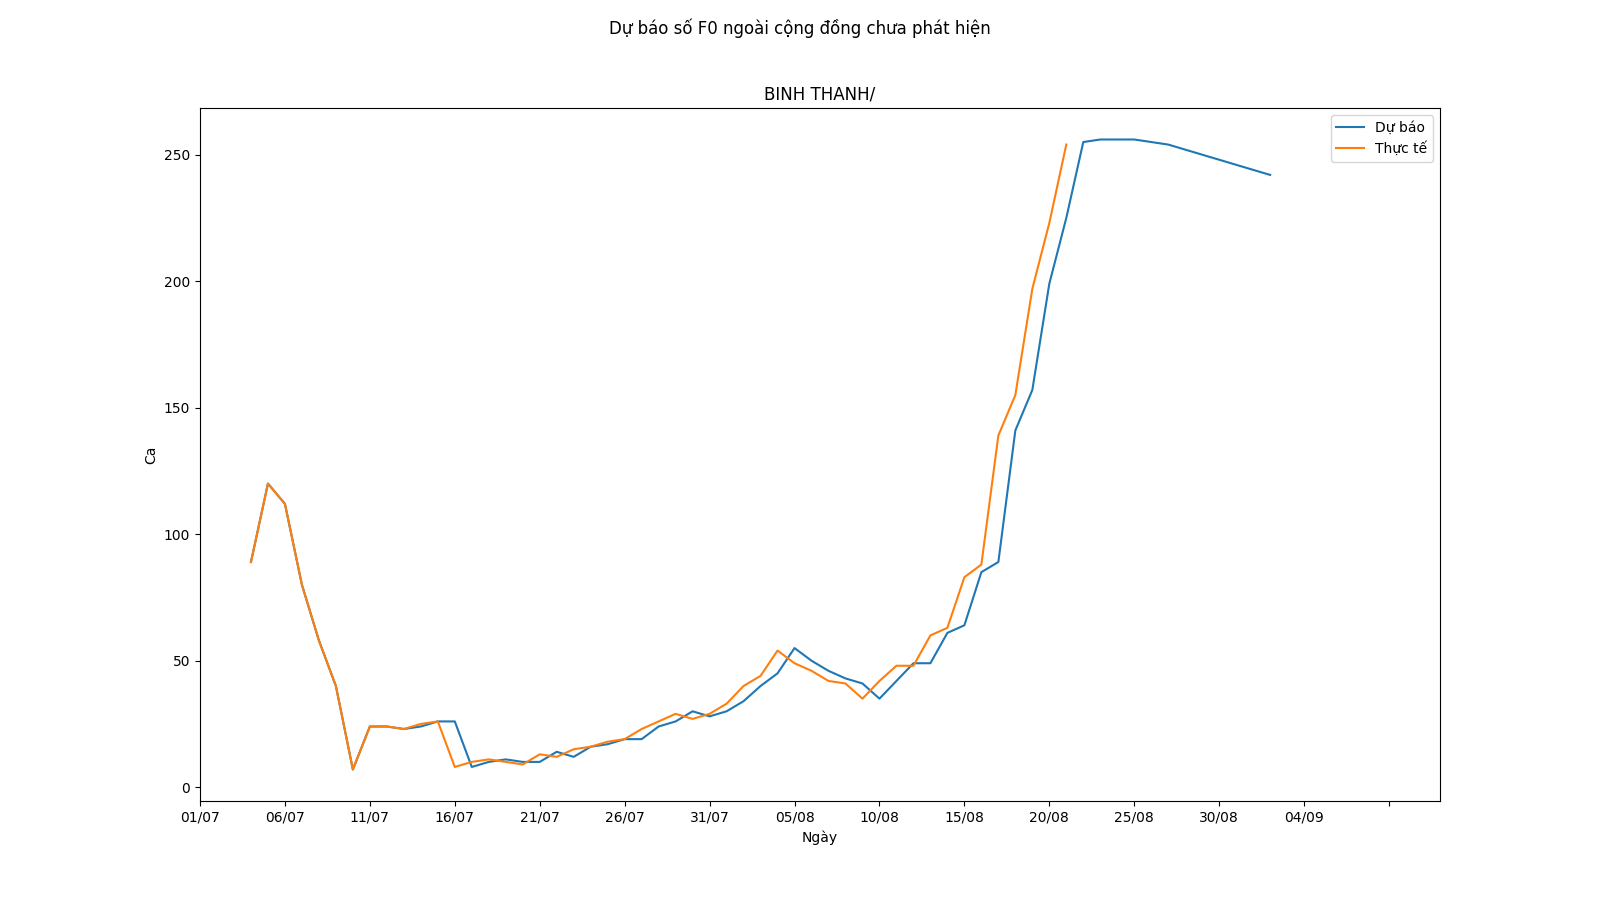 Dự báo số F0 ngoài cộng đồng chưa phát hiện
BINH THANH/
Dự báo
Thực tế
250
200
150
100
50
0
Ca
01/07 06/07 11/07 16/07 21/07 26/07 31/07 05/08 10/08 15/08 20/08 25/08 30/08 04/09
Ngày